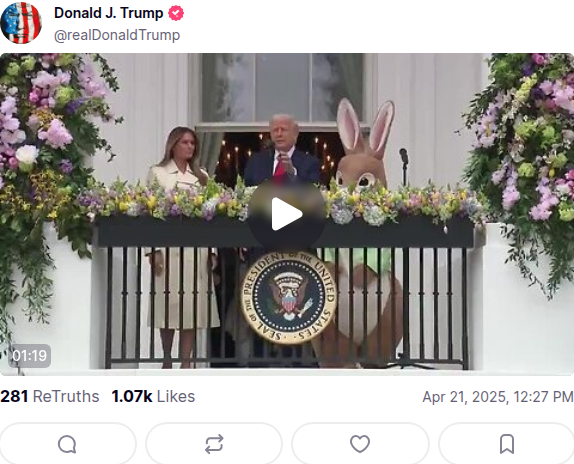 Donald J. Trump
@realDonaldTrump
SEAL OF THE PRESIDENT OF THE UNITED STATES
01:19
281 ReTruths 1.07k Likes
Apr 21, 2025, 12:27 PM